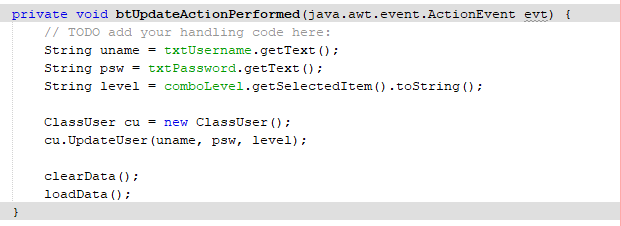 private void btUpdateActionPerformed(java.awt.event.ActionEvent evt) {
// TODO add your handling code here:
String uname = txtUsername.getText();
String psw = txtPassword.getText();
String level = comboLevel.getSelectedItem().toString();
ClassUser cu = new ClassUser();
cu.UpdateUser(uname, psw, level);
clearData();
loadData();
}